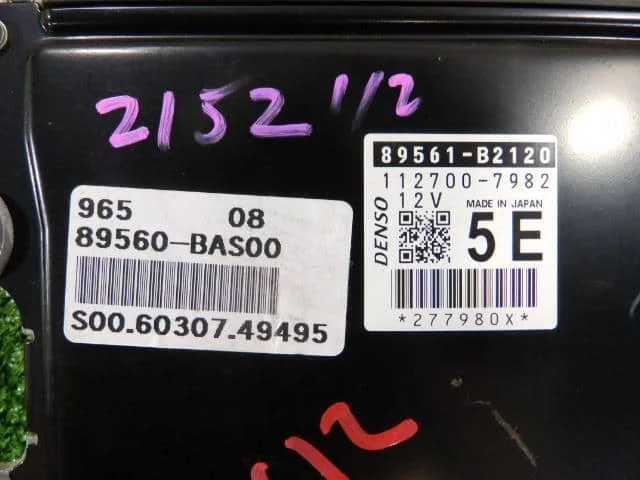 2152 1/2
965 08
89560-BAS00
S00.60307.49495
89561-B2120
112700-7982
DENSO
12V MADE IN JAPAN
5E
*277980X*
1/2